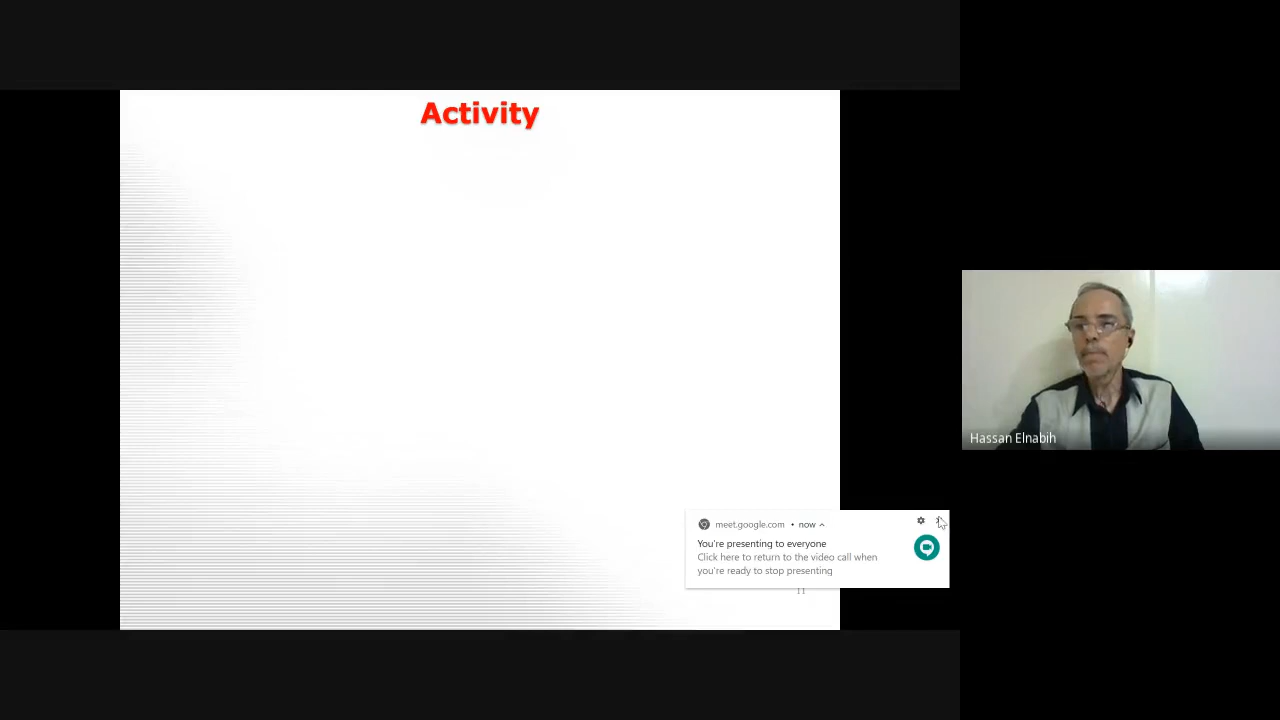 Activity
Hassan Elnabih
meet.google.com • now
You're presenting to everyone
Click here to return to the video call when
you're ready to stop presenting
11